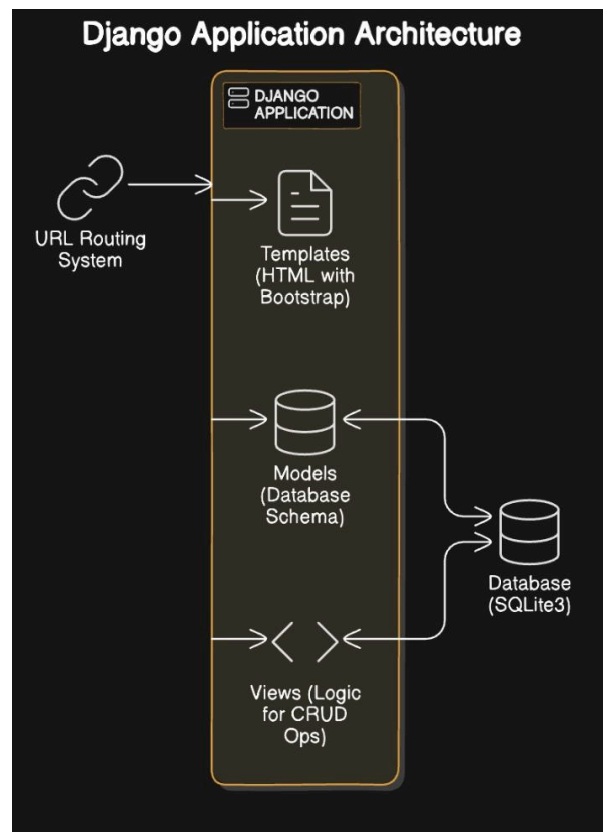 Django Application Architecture
DJANGO
APPLICATION
URL Routing
System
Templates
(HTML with
Bootstrap)
Models
(Database
Schema)
Database
(SQLite3)
Views (Logic
for CRUD
Ops)